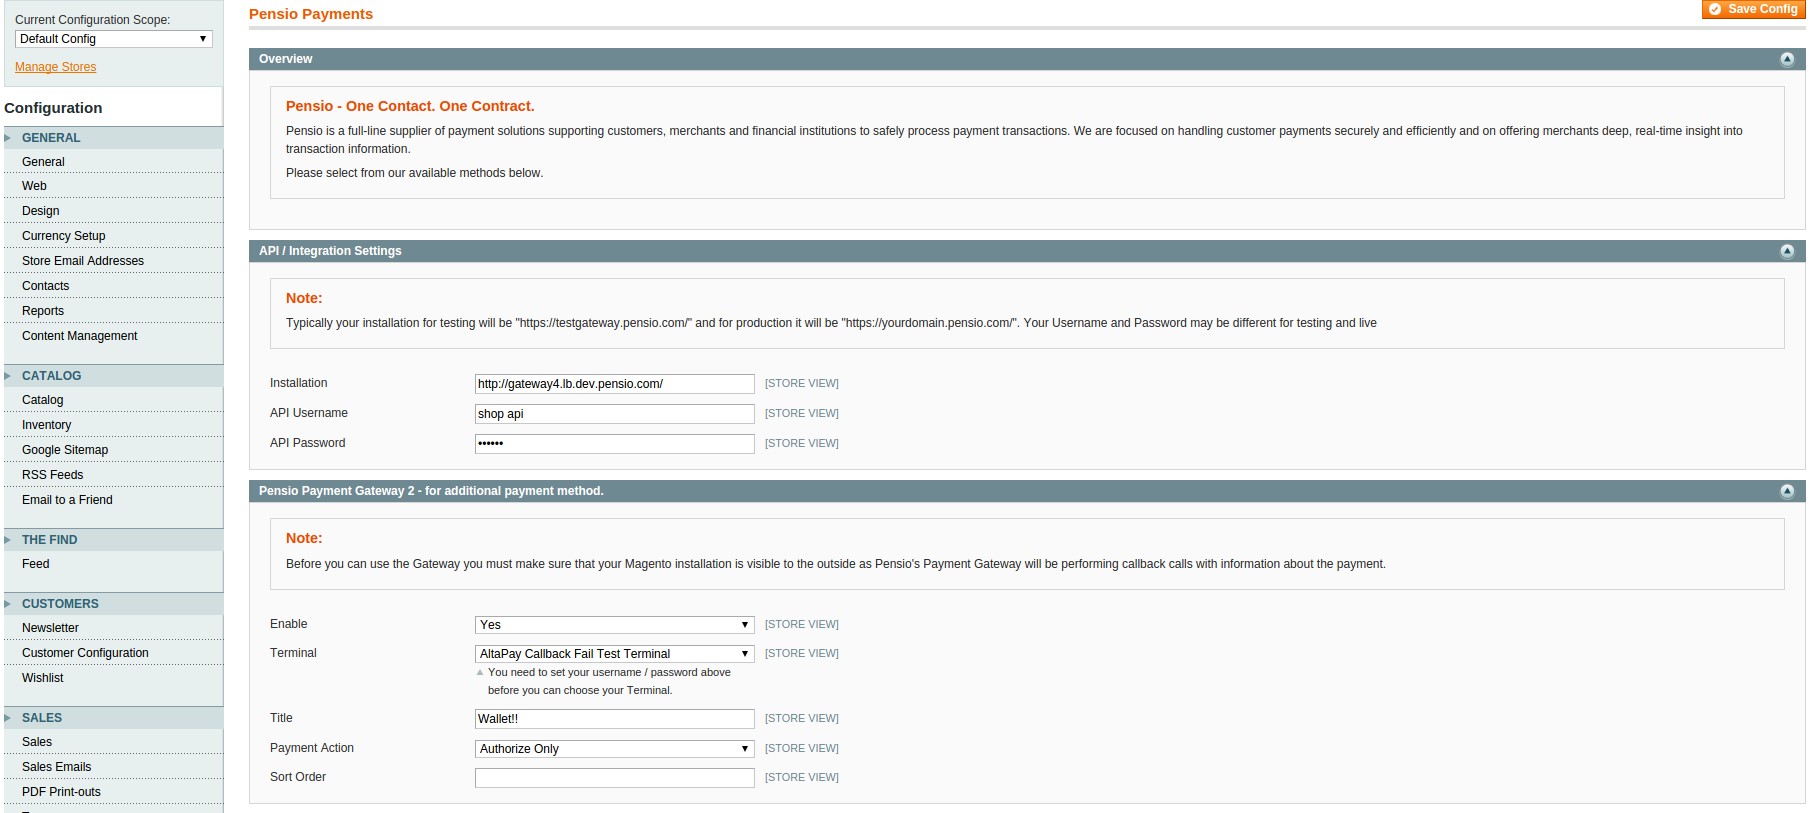 Current Configuration Scope:
Default Config
Manage Stores
Configuration
GENERAL
General
Web
Design
Currency Setup
Store Email Addresses
Contacts
Reports
Content Management
CATALOG
Catalog
Inventory
Google Sitemap
RSS Feeds
Email to a Friend
THE FIND
Feed
CUSTOMERS
Newsletter
Customer Configuration
Wishlist
SALES
Sales
Sales Emails
PDF Print-outs
Pensio Payments
Save Config
Overview
Pensio - One Contact. One Contract.
Pensio is a full-line supplier of payment solutions supporting customers, merchants and financial institutions to safely process payment transactions. We are focused on handling customer payments securely and efficiently and on offering merchants deep, real-time insight into
transaction information.
Please select from our available methods below.
API / Integration Settings
Note:
Typically your installation for testing will be "https://testgateway.pensio.com/" and for production it will be "https://yourdomain.pensio.com/". Your Username and Password may be different for testing and live
Installation http://gateway4.lb.dev.pensio.com/ [STORE VIEW]
API Username shop api [STORE VIEW]
API Password •••••• [STORE VIEW]
Pensio Payment Gateway 2 - for additional payment method.
Note:
Before you can use the Gateway you must make sure that your Magento installation is visible to the outside as Pensio's Payment Gateway will be performing callback calls with information about the payment.
Enable Yes [STORE VIEW]
Terminal AltaPay Callback Fail Test Terminal [STORE VIEW]
You need to set your username / password above
before you can choose your Terminal.
Title Wallet!! [STORE VIEW]
Payment Action Authorize Only [STORE VIEW]
Sort Order [STORE VIEW]